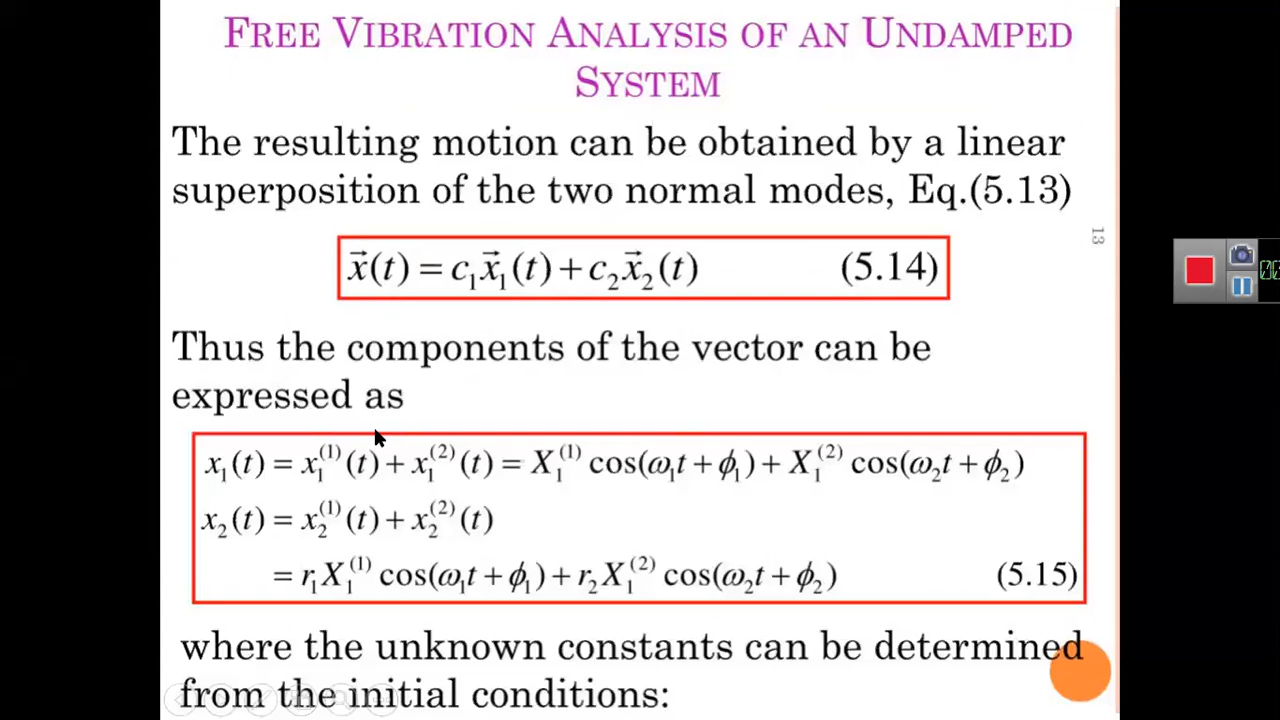 FREE VIBRATION ANALYSIS OF AN UNDAMPED
SYSTEM
The resulting motion can be obtained by a linear
superposition of the two normal modes, Eq.(5.13)
13
x⃗(t) = c₁x⃗₁(t) + c₂x⃗₂(t) (5.14)
Thus the components of the vector can be
expressed as
x₁(t) = x₁⁽¹⁾(t) + x₁⁽²⁾(t) = X₁⁽¹⁾ cos(ω₁t + ϕ₁) + X₁⁽²⁾ cos(ω₂t + ϕ₂)
x₂(t) = x₂⁽¹⁾(t) + x₂⁽²⁾(t)
= r₁X₁⁽¹⁾ cos(ω₁t + ϕ₁) + r₂X₁⁽²⁾ cos(ω₂t + ϕ₂) (5.15)
where the unknown constants can be determined
from the initial conditions: